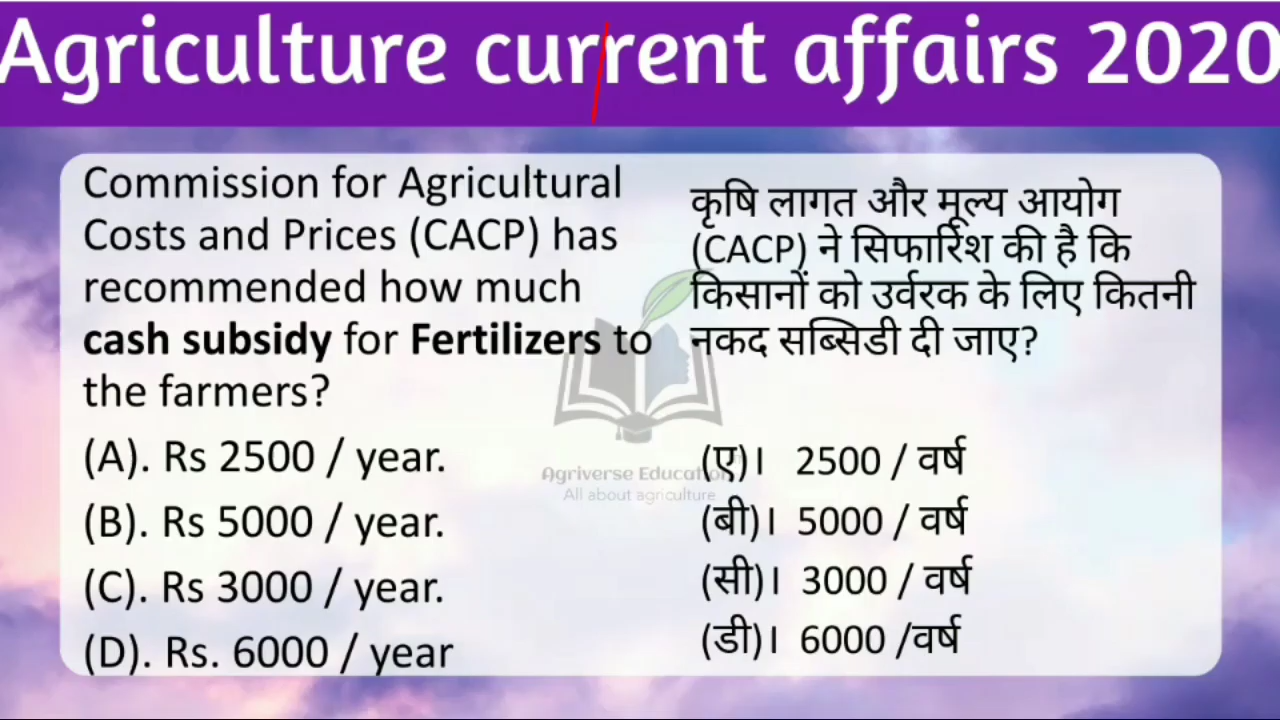 Agriculture current affairs 2020
Commission for Agricultural
Costs and Prices (CACP) has
recommended how much
cash subsidy for Fertilizers to
the farmers?
(A). Rs 2500 / year.
(B). Rs 5000 / year.
(C). Rs 3000 / year.
(D). Rs. 6000 / year
कृषि लागत और मूल्य आयोग
(CACP) ने सिफारिश की है कि
किसानों को उर्वरक के लिए कितनी
नकद सब्सिडी दी जाए?
(ए)। 2500 / वर्ष
(बी)। 5000 / वर्ष
(सी)। 3000 / वर्ष
(डी)। 6000 /वर्ष
Agriverse Education
All about agriculture